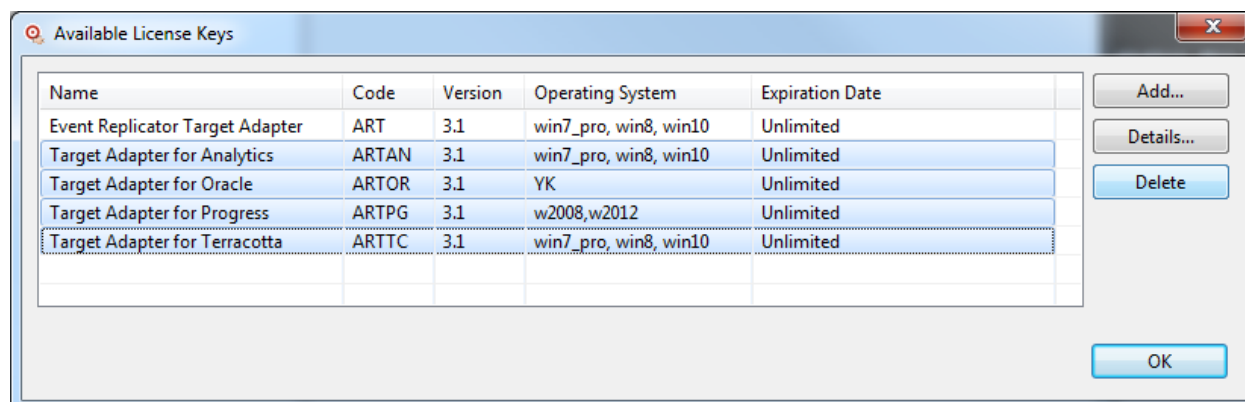 Available License Keys
Name Code Version Operating System Expiration Date
Event Replicator Target Adapter ART 3.1 win7_pro, win8, win10 Unlimited
Target Adapter for Analytics ARTAN 3.1 win7_pro, win8, win10 Unlimited
Target Adapter for Oracle ARTOR 3.1 YK Unlimited
Target Adapter for Progress ARTPG 3.1 w2008,w2012 Unlimited
Target Adapter for Terracotta ARTTC 3.1 win7_pro, win8, win10 Unlimited
Add...
Details...
Delete
OK